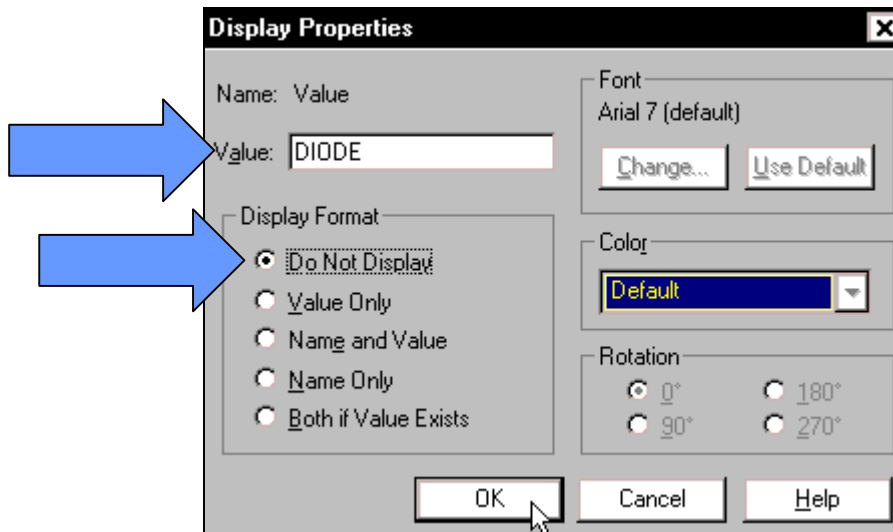 Display Properties
Name: Value
Value: DIODE
Display Format
Do Not Display
Value Only
Name and Value
Name Only
Both if Value Exists
Font
Arial 7 (default)
Change...
Use Default
Color
Default
Rotation
0°
180°
90°
270°
OK
Cancel
Help